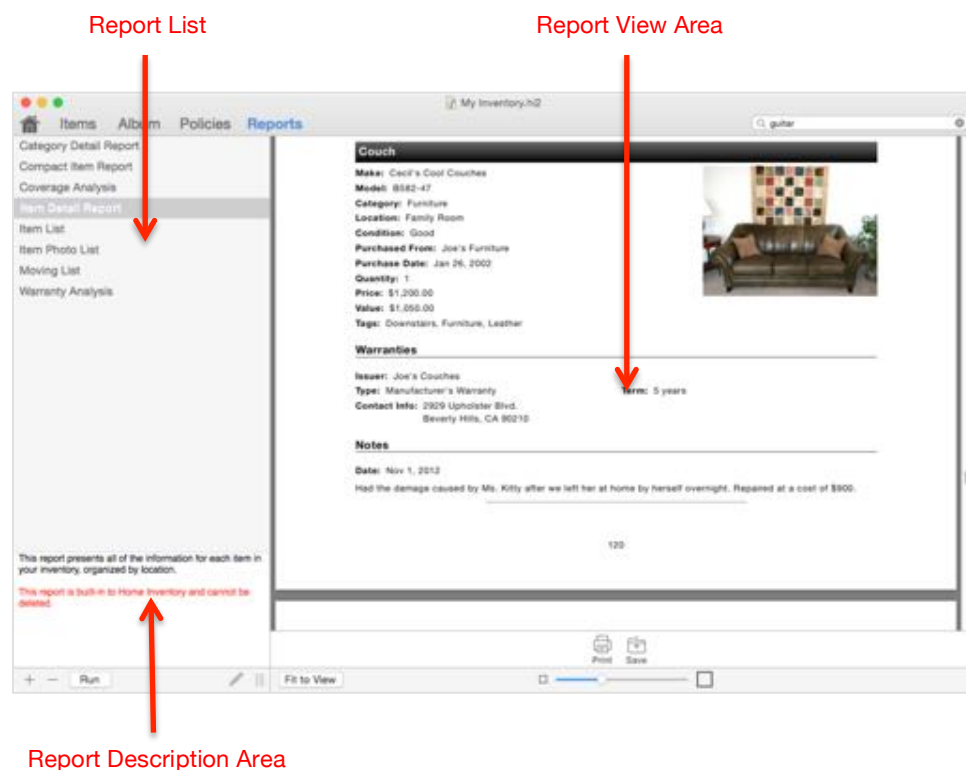 Report List
Report View Area
My Inventory.hi2
Items Album Policies Reports
guitar
Category Detail Report
Compact Item Report
Coverage Analysis
Item Detail Report
Item List
Item Photo List
Moving List
Warranty Analysis
Couch
Make: Cecil's Cool Couches
Model: B582-47
Category: Furniture
Location: Family Room
Condition: Good
Purchased From: Joe's Furniture
Purchase Date: Jan 26, 2002
Quantity: 1
Price: $1,200.00
Value: $1,050.00
Tags: Downstairs, Furniture, Leather
Warranties
Issuer: Joe's Couches
Type: Manufacturer's Warranty Term: 5 years
Contact Info: 2929 Upholster Blvd.
Beverly Hills, CA 90210
Notes
Date: Nov 1, 2012
Had the damage caused by Ms. Kitty after we left her at home by herself overnight. Repaired at a cost of $900.
120
This report presents all of the information for each item in
your inventory, organized by location.
This report is built-in to Home Inventory and cannot be
deleted.
Print Save
+ − Run
Fit to View
Report Description Area